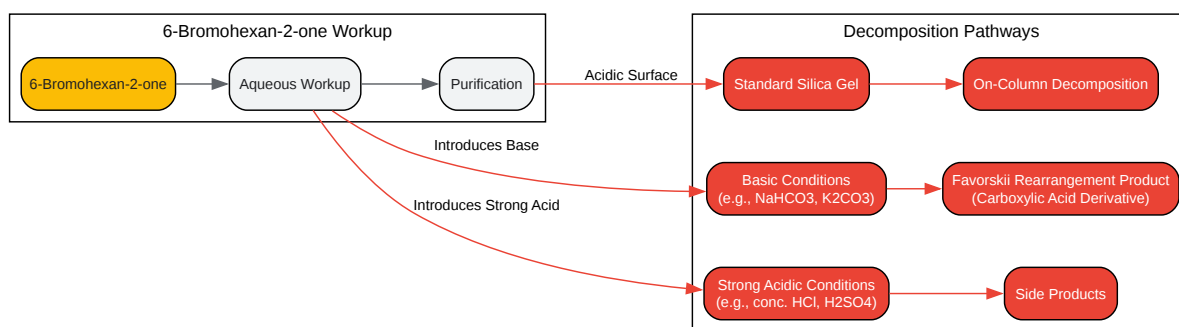 6-Bromohexan-2-one Workup
Decomposition Pathways
6-Bromohexan-2-one
Aqueous Workup
Purification
Acidic Surface
Standard Silica Gel
On-Column Decomposition
Introduces Base
Basic Conditions
(e.g., NaHCO3, K2CO3)
Favorskii Rearrangement Product
(Carboxylic Acid Derivative)
Introduces Strong Acid
Strong Acidic Conditions
(e.g., conc. HCl, H2SO4)
Side Products